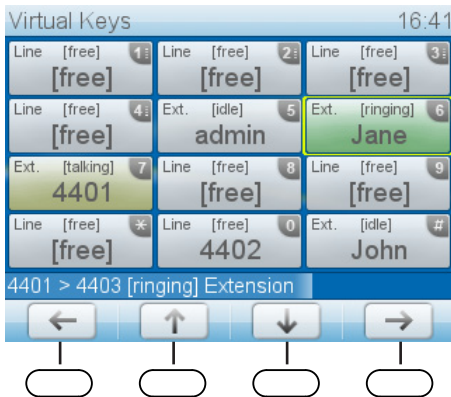 Virtual Keys 16:41
Line [free] 1 Line [free] 2 Line [free] 3
[free] [free] [free]
Line [free] 4 Ext. [idle] 5 Ext. [ringing] 6
[free] admin Jane
Ext. [talking] 7 Line [free] 8 Line [free] 9
4401 [free] [free]
Line [free] * Line [free] 0 Ext. [idle] #
[free] 4402 John
4401 > 4403 [ringing] Extension